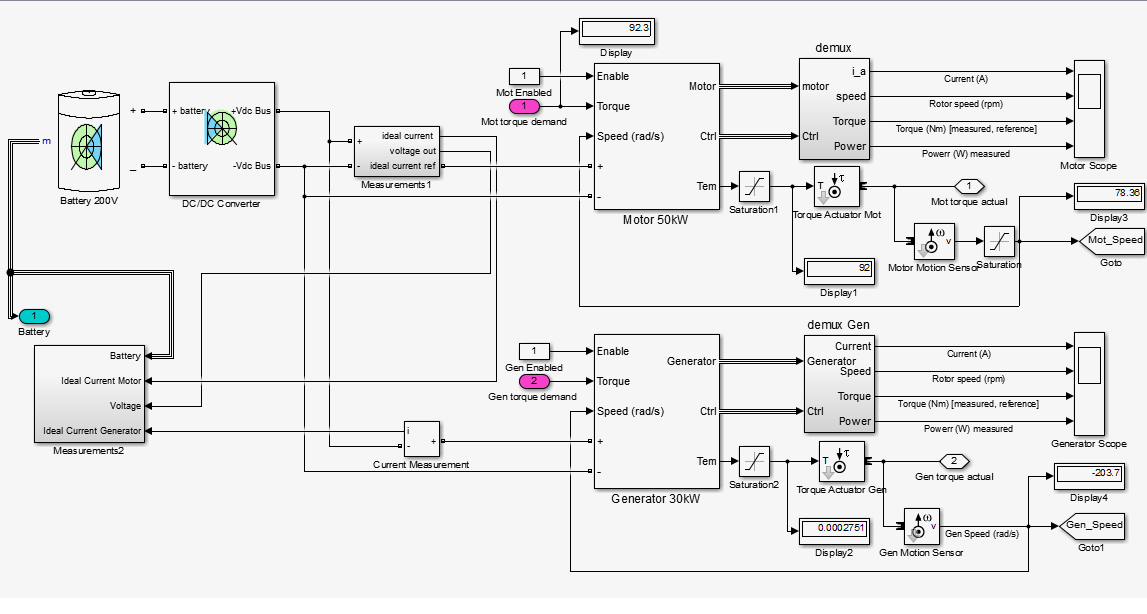 92.3
Display
demux
1
Mot Enabled
1
Mot torque demand
Enable
Torque
Speed (rad/s)
+
-
Motor
Ctrl
Tem
Motor 50kW
motor
Ctrl
i_a
speed
Torque
Power
Current (A)
Rotor speed (rpm)
Torque (Nm) [measured, reference]
Powerr (W) measured
Motor Scope
m
+
_
Battery 200V
+ battery
- battery
+Vdc Bus
-Vdc Bus
DC/DC Converter
+
-
ideal current
voltage out
ideal current ref
Measurements1
Saturation1
T
τ
Torque Actuator Mot
1
Mot torque actual
78.36
Display3
ω
v
Motor Motion Sensor
Saturation
Mot_Speed
Goto
92
Display1
1
Battery
Battery
Ideal Current Motor
Voltage
Ideal Current Generator
Measurements2
i
-
+
Current Measurement
1
Gen Enabled
2
Gen torque demand
Enable
Torque
Speed (rad/s)
+
-
Generator
Ctrl
Tem
Generator 30kW
demux Gen
Generator
Ctrl
Current
Speed
Torque
Power
Current (A)
Rotor speed (rpm)
Torque (Nm) [measured, reference]
Powerr (W) measured
Generator Scope
Saturation2
T
τ
Torque Actuator Gen
2
Gen torque actual
-203.7
Display4
0.0002751
Display2
ω
v
Gen Motion Sensor
Gen Speed (rad/s)
Gen_Speed
Goto1